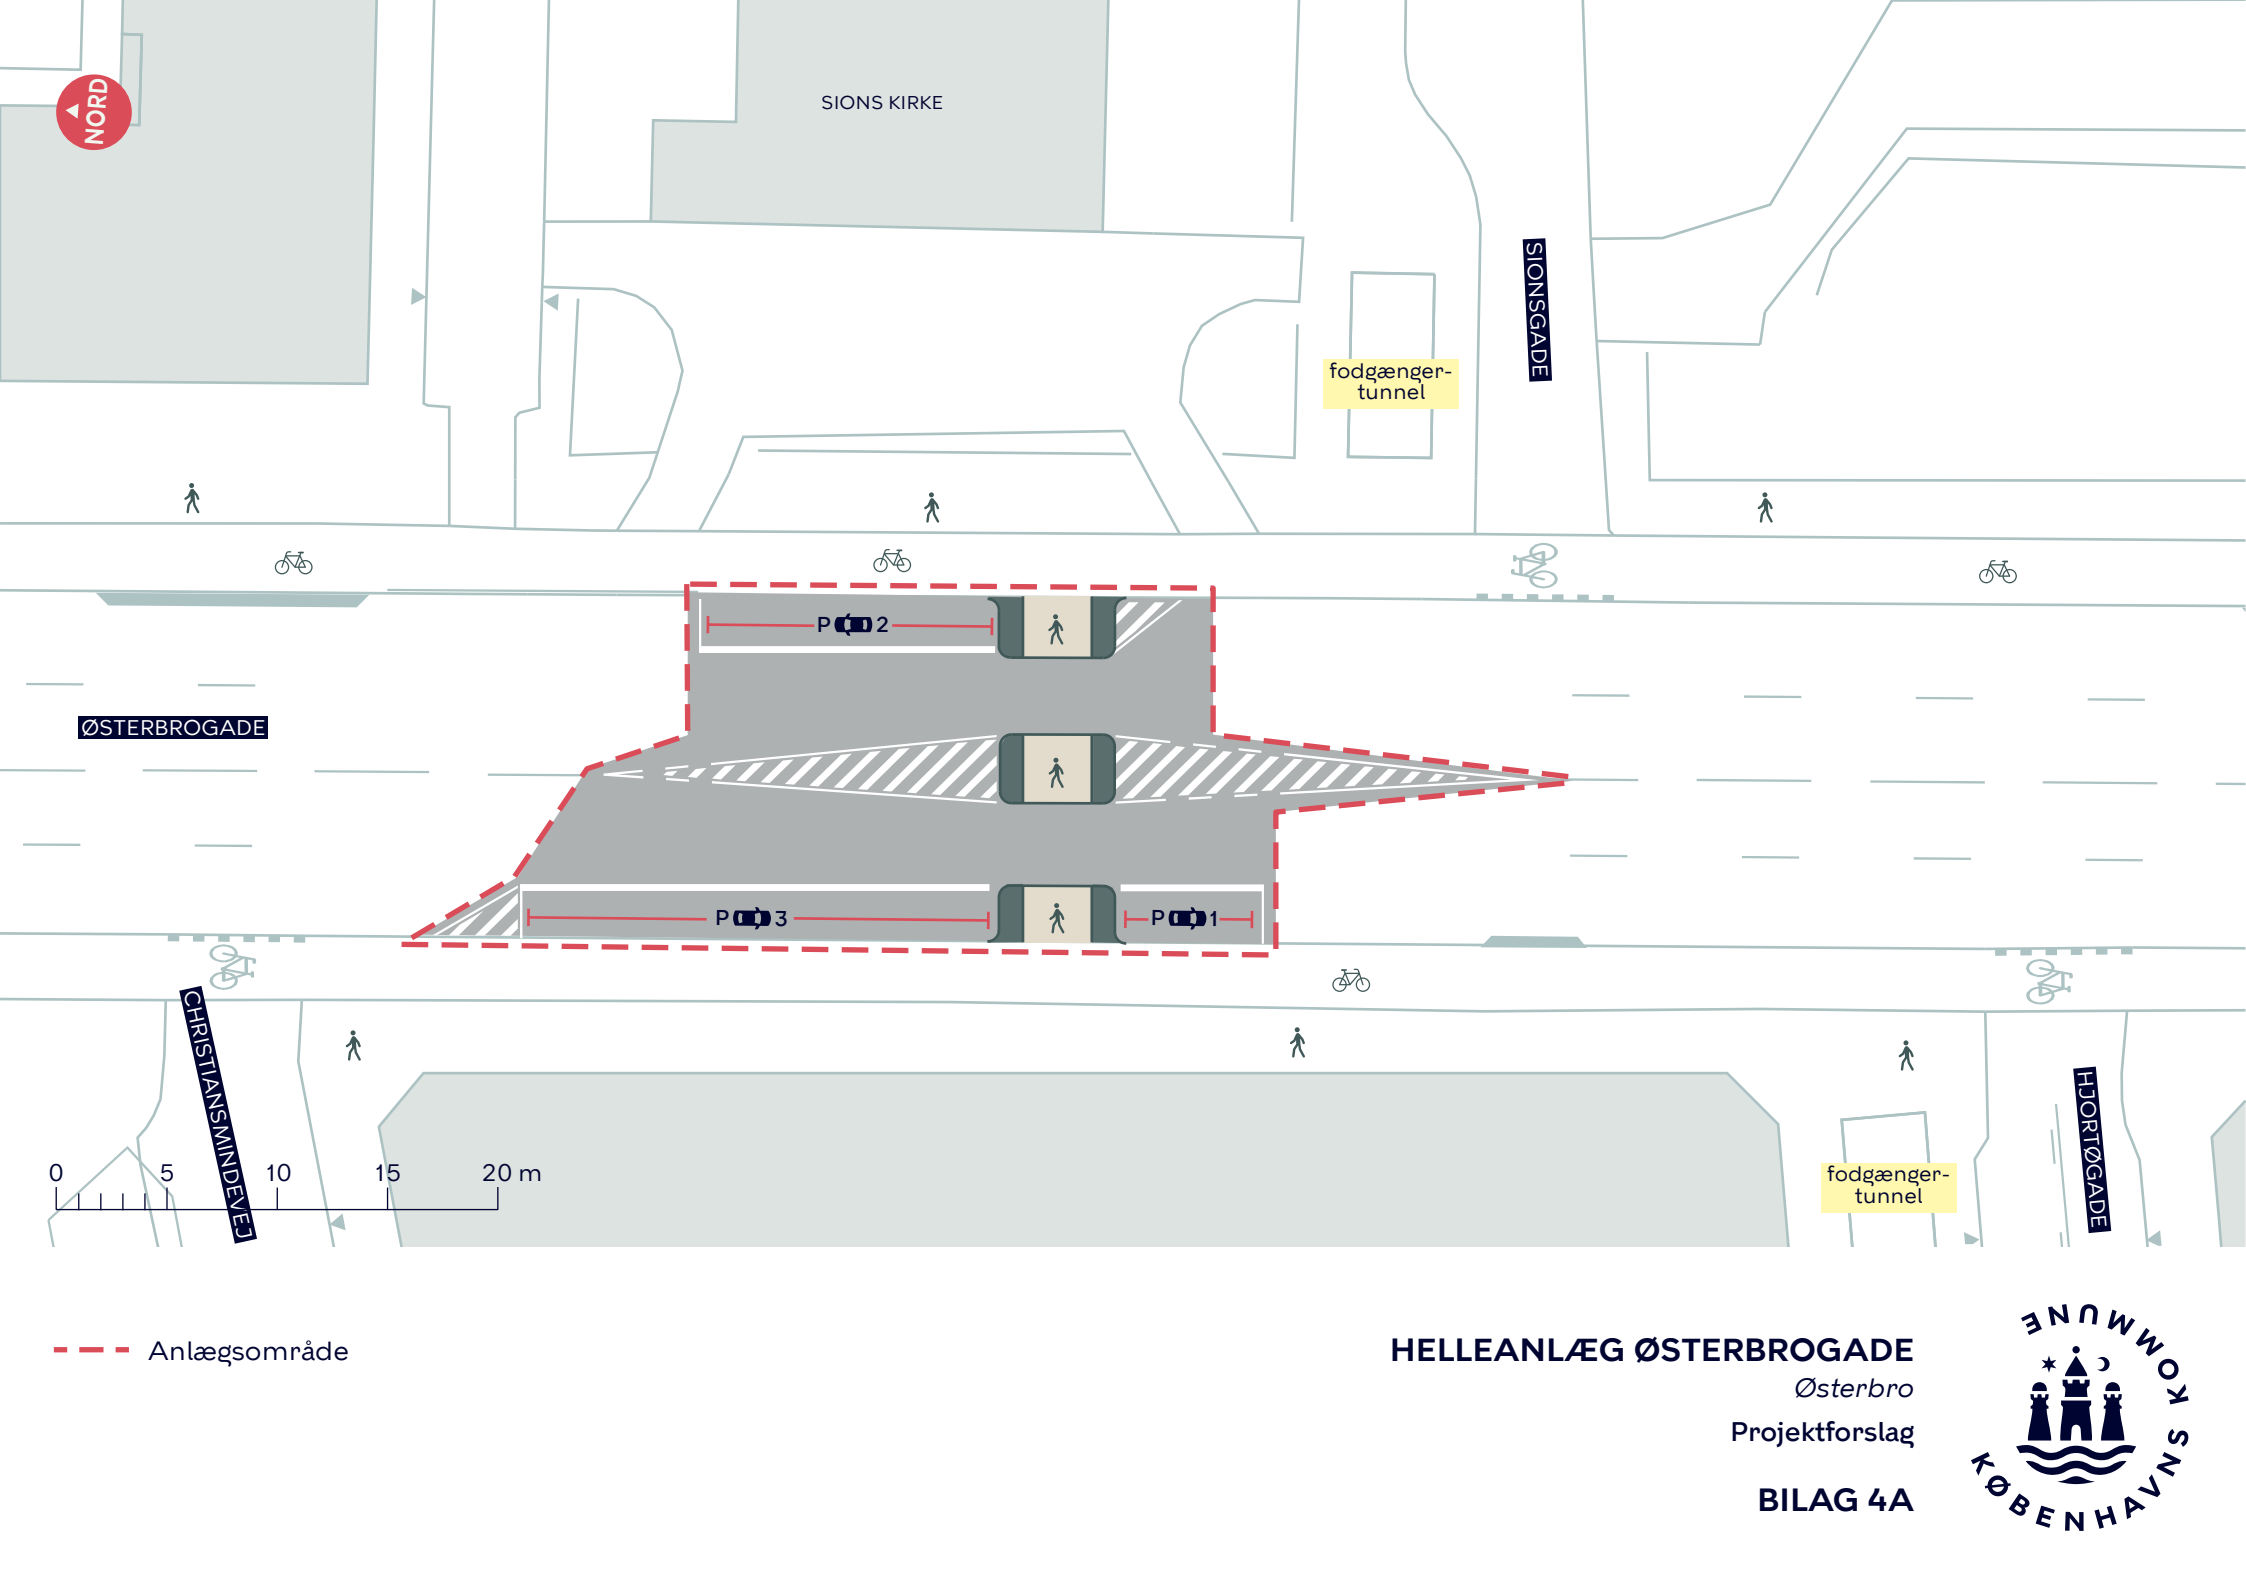 NORD
SIONS KIRKE
SIONSGADE
fodgænger-
tunnel
P 2
ØSTERBROGADE
P 3
P 1
CHRISTIANSMINDEVEJ
HJORTØGADE
fodgænger-
tunnel
0 5 10 15 20 m
Anlægsområde
HELLEANLÆG ØSTERBROGADE
Østerbro
Projektforslag
BILAG 4A
KØBENHAVNS KOMMUNE